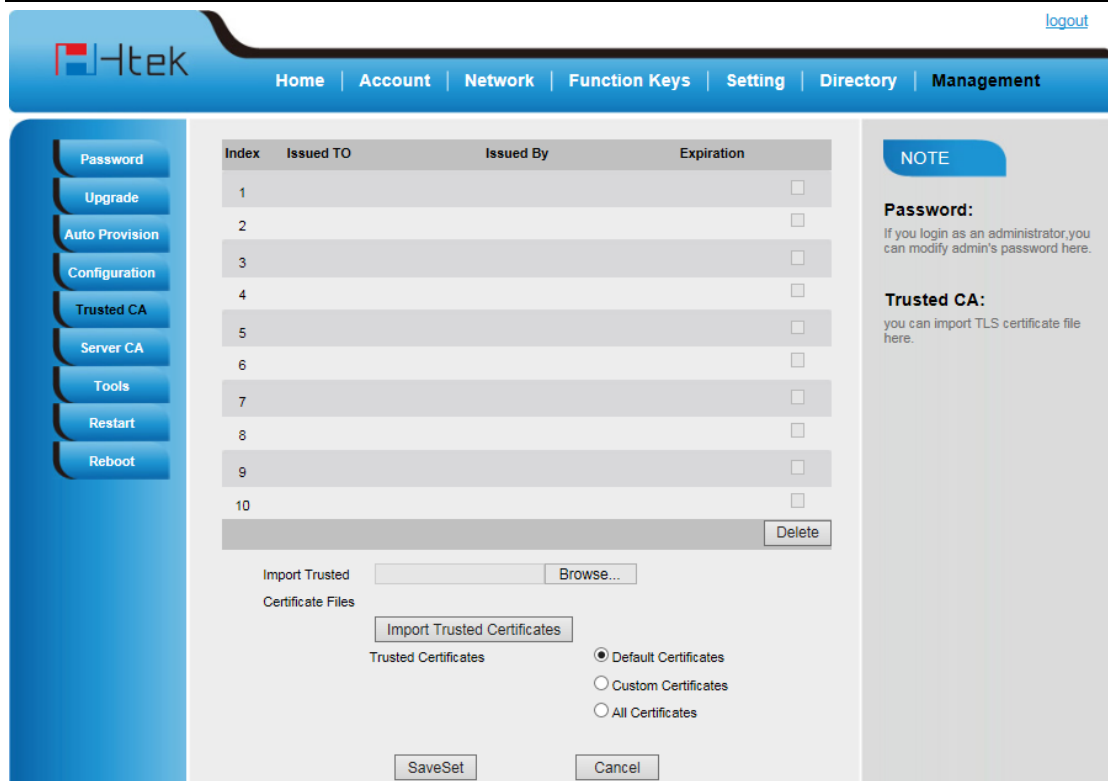 logout
Htek
Home | Account | Network | Function Keys | Setting | Directory | Management
Password
Upgrade
Auto Provision
Configuration
Trusted CA
Server CA
Tools
Restart
Reboot
Index Issued TO Issued By Expiration
1
2
3
4
5
6
7
8
9
10
Delete
Import Trusted Browse...
Certificate Files
Import Trusted Certificates
Trusted Certificates Default Certificates
Custom Certificates
All Certificates
SaveSet Cancel
NOTE
Password:
If you login as an administrator,you
can modify admin's password here.
Trusted CA:
you can import TLS certificate file
here.